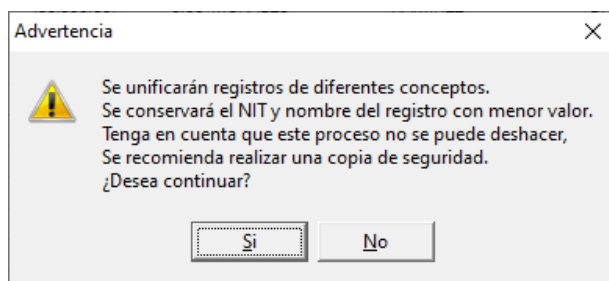 Advertencia
Se unificarán registros de diferentes conceptos.
Se conservará el NIT y nombre del registro con menor valor.
Tenga en cuenta que este proceso no se puede deshacer,
Se recomienda realizar una copia de seguridad.
¿Desea continuar?
Si
No